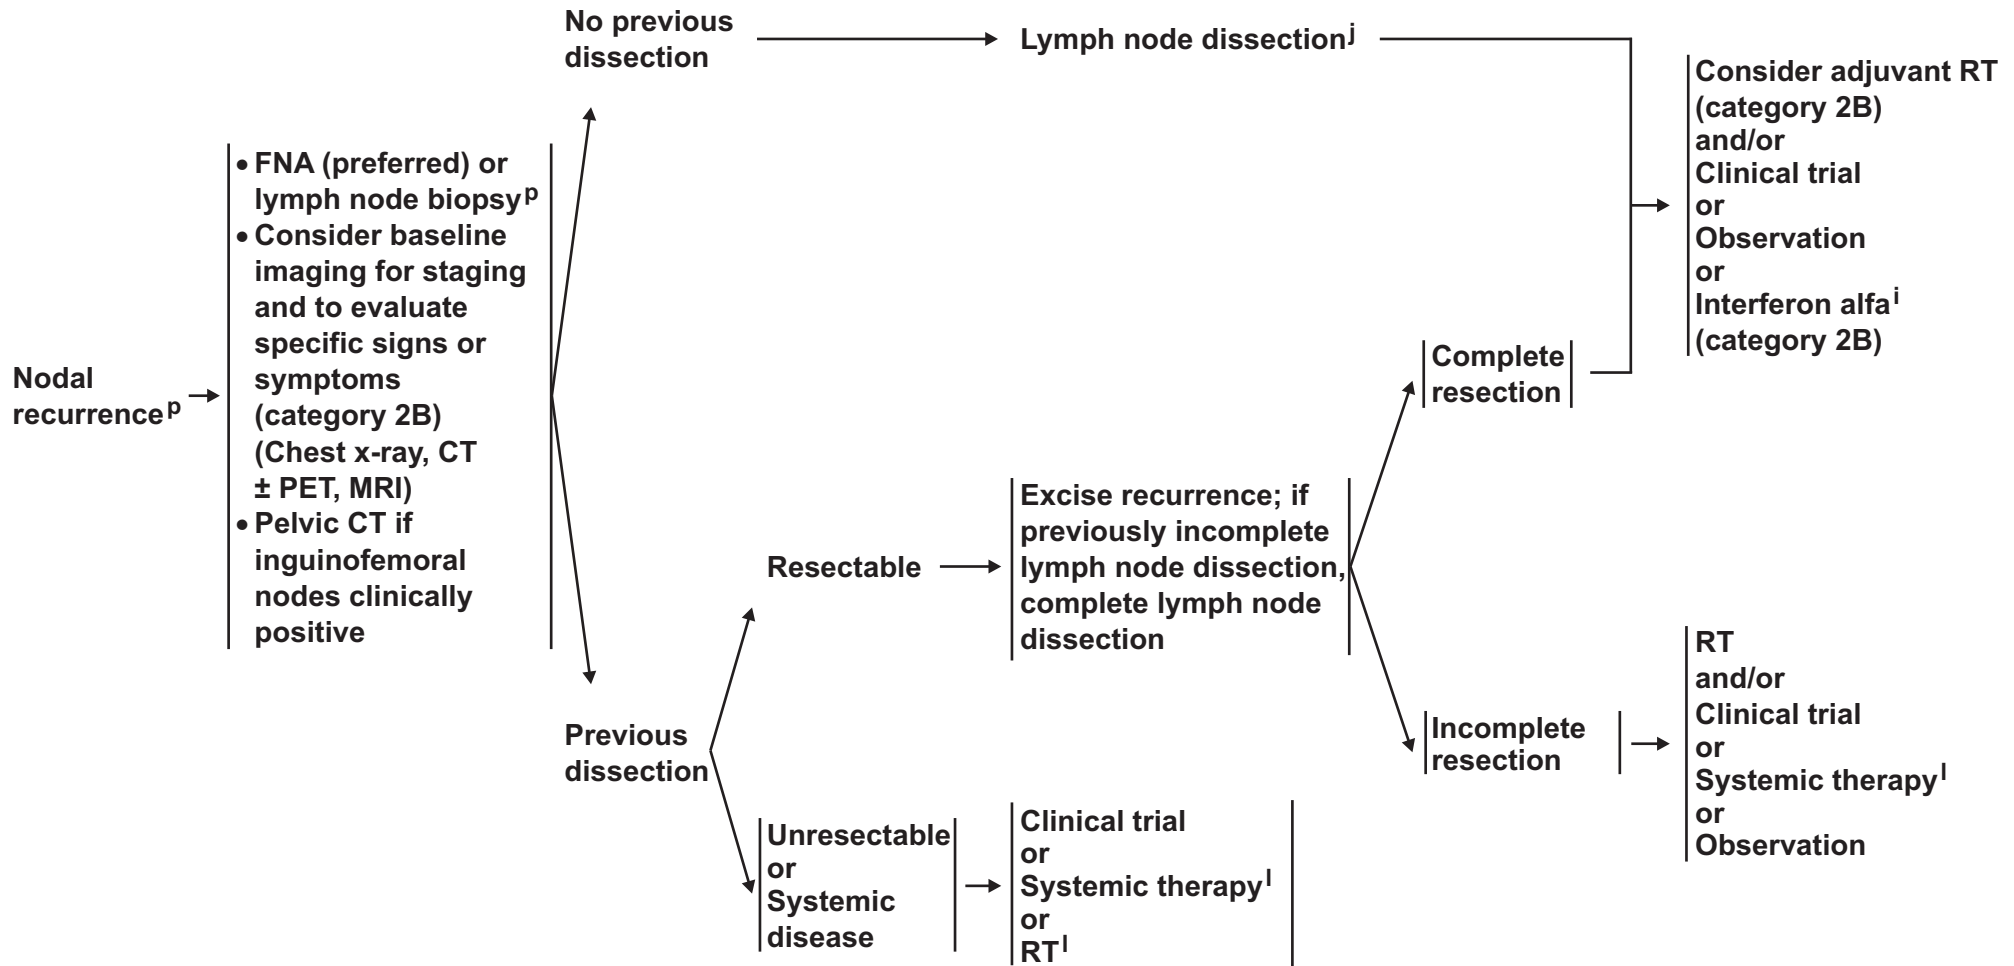 Nodal
recurrence p
• FNA (preferred) or
lymph node biopsy p
• Consider baseline
imaging for staging
and to evaluate
specific signs or
symptoms
(category 2B)
(Chest x-ray, CT
± PET, MRI)
• Pelvic CT if
inguinofemoral
nodes clinically
positive
No previous
dissection
Lymph node dissection j
Previous
dissection
Resectable
Excise recurrence; if
previously incomplete
lymph node dissection,
complete lymph node
dissection
Unresectable
or
Systemic
disease
Clinical trial
or
Systemic therapy l
or
RT l
Complete
resection
Incomplete
resection
Consider adjuvant RT
(category 2B)
and/or
Clinical trial
or
Observation
or
Interferon alfa i
(category 2B)
RT
and/or
Clinical trial
or
Systemic therapy l
or
Observation